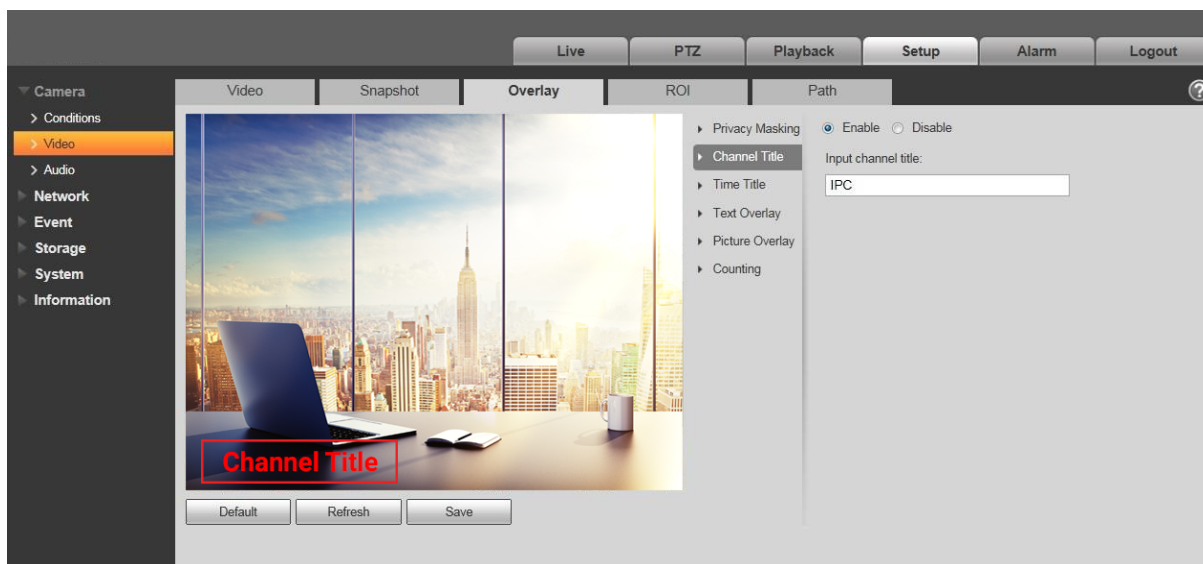 Live PTZ Playback Setup Alarm Logout
Camera
Conditions
Video
Audio
Network
Event
Storage
System
Information
Video Snapshot Overlay ROI Path
?
Channel Title
Default Refresh Save
Privacy Masking
Channel Title
Time Title
Text Overlay
Picture Overlay
Counting
Enable Disable
Input channel title:
IPC